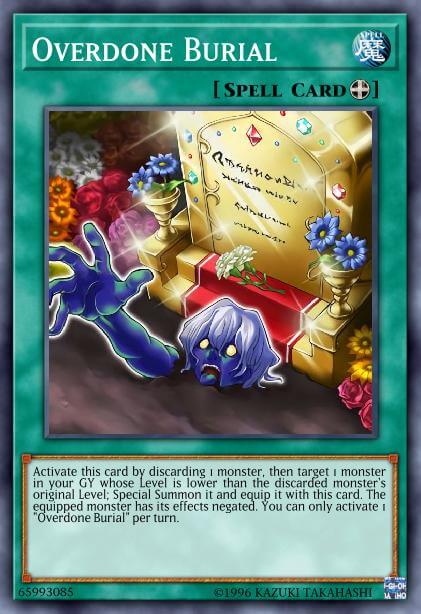 OVERDONE BURIAL
[SPELL CARD]
Activate this card by discarding 1 monster, then target 1 monster
in your GY whose Level is lower than the discarded monster's
original Level; Special Summon it and equip it with this card. The
equipped monster has its effects negated. You can only activate 1
"Overdone Burial" per turn.
65993085
©1996 KAZUKI TAKAHASHI